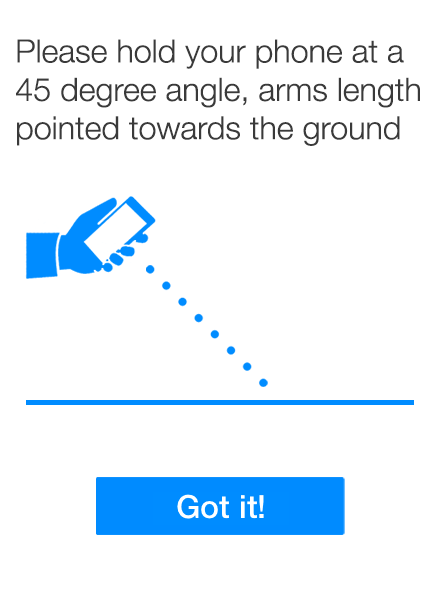 Please hold your phone at a
45 degree angle, arms length
pointed towards the ground
Got it!